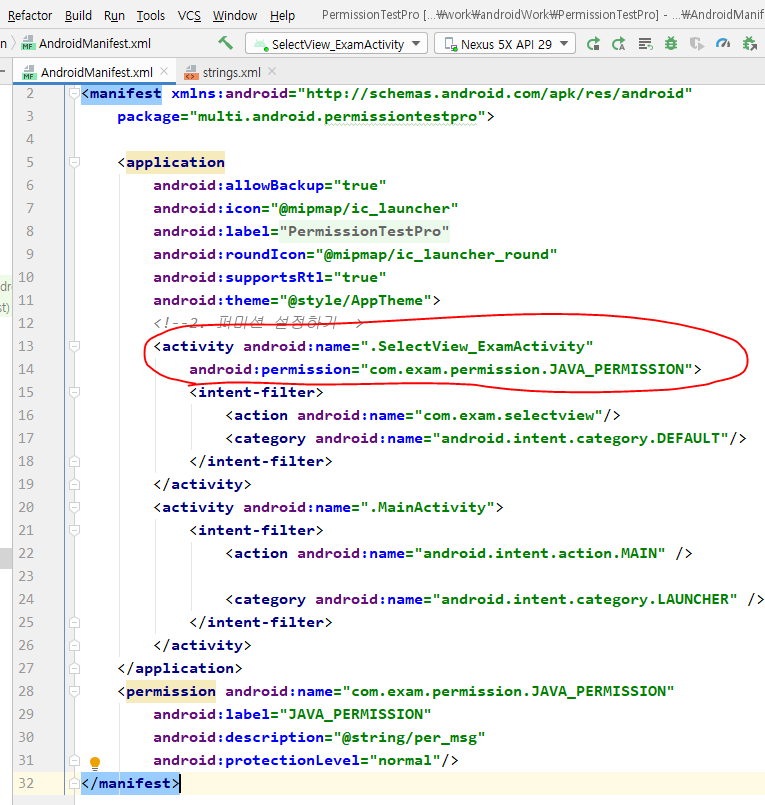 Refactor Build Run Tools VCS Window Help PermissionTestPro [...₩work₩androidWork₩PermissionTestPro] - ...₩AndroidManif
n AndroidManifest.xml SelectView_ExamActivity Nexus 5X API 29
AndroidManifest.xml strings.xml
2 <manifest xmlns:android="http://schemas.android.com/apk/res/android"
3 package="multi.android.permissiontestpro">
4
5 <application
6 android:allowBackup="true"
7 android:icon="@mipmap/ic_launcher"
8 android:label="PermissionTestPro"
9 android:roundIcon="@mipmap/ic_launcher_round"
10 android:supportsRtl="true"
11 android:theme="@style/AppTheme">
12 <!--2. 퍼미션 설정하기-->
13 <activity android:name=".SelectView_ExamActivity"
14 android:permission="com.exam.permission.JAVA_PERMISSION">
15 <intent-filter>
16 <action android:name="com.exam.selectview"/>
17 <category android:name="android.intent.category.DEFAULT"/>
18 </intent-filter>
19 </activity>
20 <activity android:name=".MainActivity">
21 <intent-filter>
22 <action android:name="android.intent.action.MAIN" />
23
24 <category android:name="android.intent.category.LAUNCHER" />
25 </intent-filter>
26 </activity>
27 </application>
28 <permission android:name="com.exam.permission.JAVA_PERMISSION"
29 android:label="JAVA_PERMISSION"
30 android:description="@string/per_msg"
31 android:protectionLevel="normal"/>
32 </manifest>